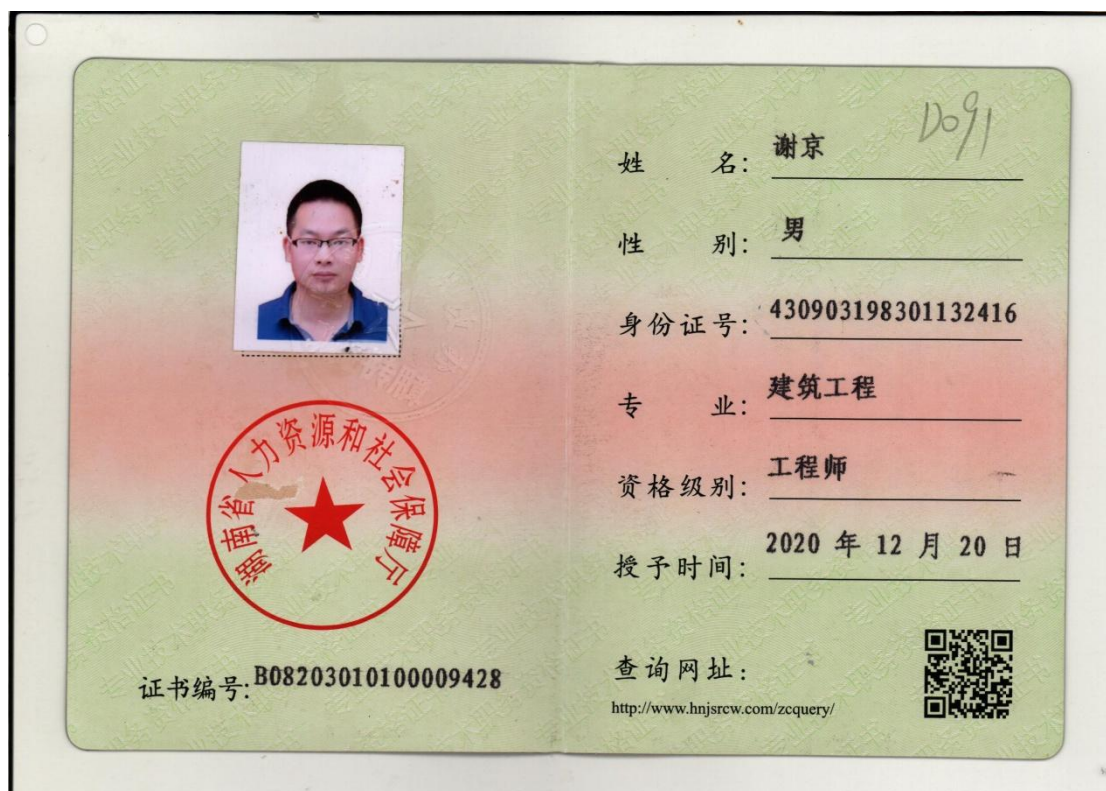 湖南省人力资源和社会保障厅
证书编号：B08203010100009428
D091
姓 名：谢京
性 别：男
身份证号：430903198301132416
专 业：建筑工程
资格级别：工程师
授予时间：2020 年 12 月 20 日
查询网址：
http://www.hnjsrcw.com/zcquery/